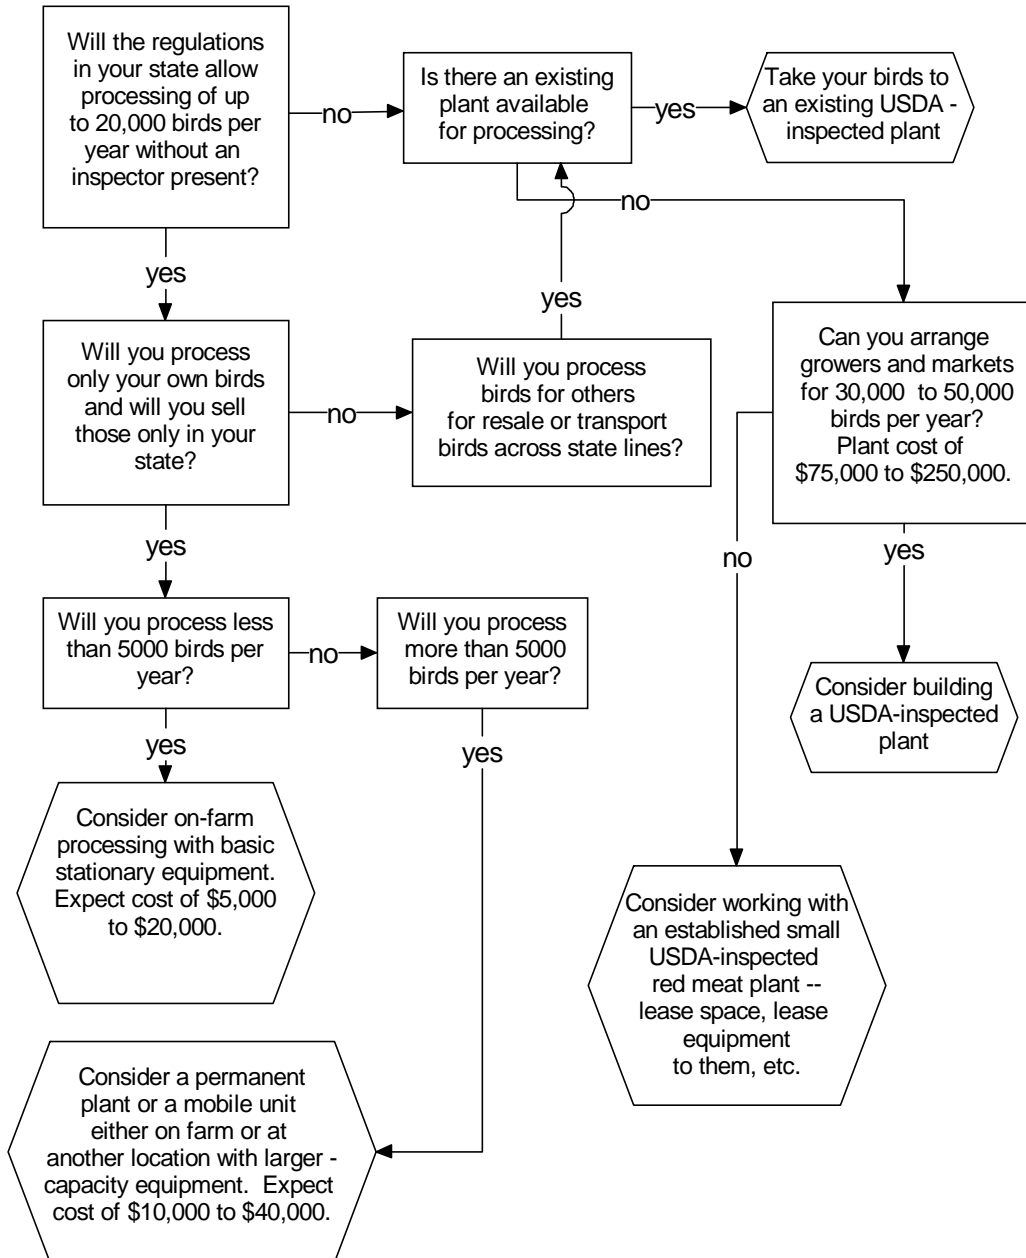 Will the regulations
in your state allow
processing of up
to 20,000 birds per
year without an
inspector present?
no
Is there an existing
plant available
for processing?
yes
Take your birds to
an existing USDA -
inspected plant
no
yes
yes
Will you process
only your own birds
and will you sell
those only in your
state?
no
Will you process
birds for others
for resale or transport
birds across state lines?
Can you arrange
growers and markets
for 30,000 to 50,000
birds per year?
Plant cost of
$75,000 to $250,000.
yes
no
yes
Will you process less
than 5000 birds per
year?
no
Will you process
more than 5000
birds per year?
Consider building
a USDA-inspected
plant
yes
yes
Consider on-farm
processing with basic
stationary equipment.
Expect cost of $5,000
to $20,000.
Consider working with
an established small
USDA-inspected
red meat plant --
lease space, lease
equipment
to them, etc.
Consider a permanent
plant or a mobile unit
either on farm or at
another location with larger -
capacity equipment. Expect
cost of $10,000 to $40,000.